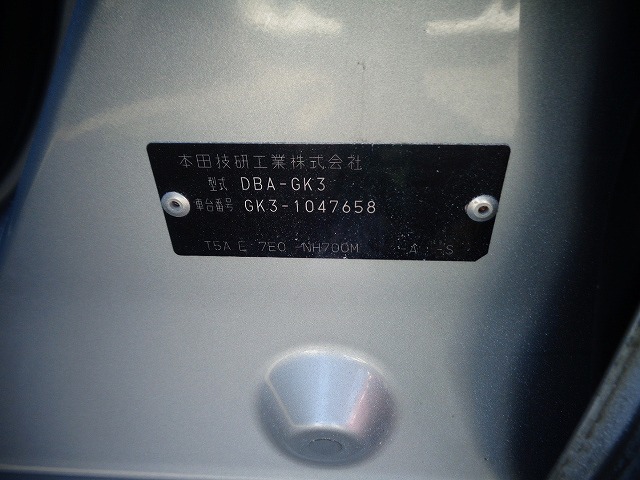 本田技研工業株式会社
型式 DBA-GK3
車台番号 GK3-1047658
T5A E 7E0 NH700M A -S